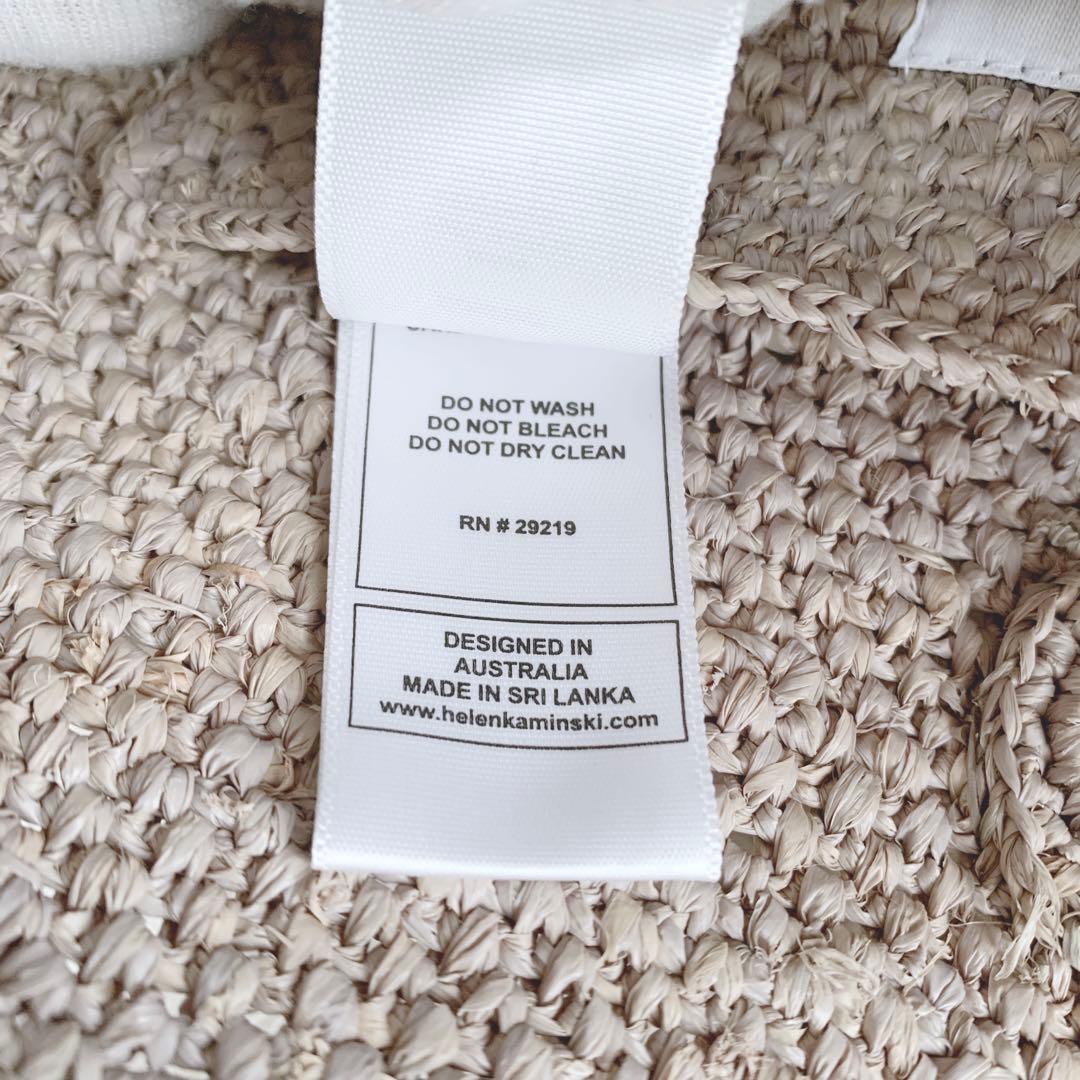 DO NOT WASH
DO NOT BLEACH
DO NOT DRY CLEAN
RN # 29219
DESIGNED IN
AUSTRALIA
MADE IN SRI LANKA
www.helenkaminski.com